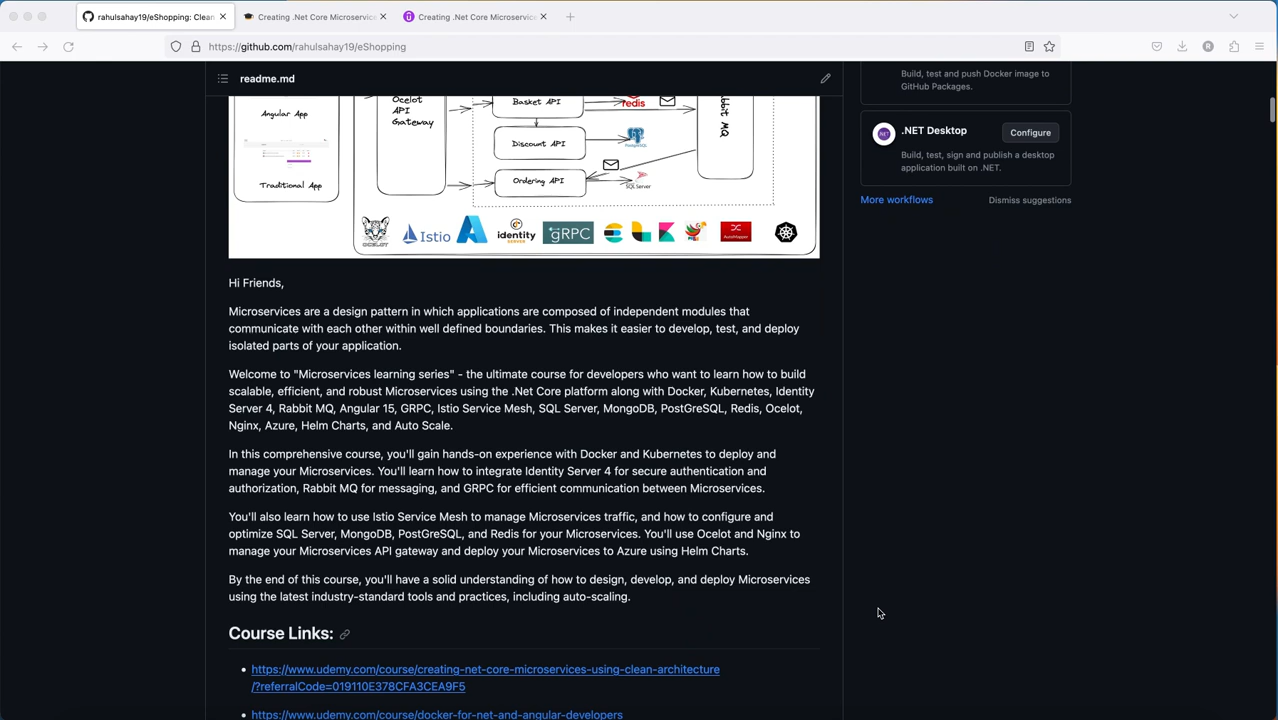 rahulsahay19/eShopping: Clean
Creating .Net Core Microservice
Creating .Net Core Microservice
https://github.com/rahulsahay19/eShopping
R
readme.md
Angular App
Traditional App
Ocelot
API
Gateway
Basket API
redis
Discount API
PostgreSQL
Ordering API
SQL Server
OCELOT
Istio
identity
SERVER
gRPC
Build, test and push Docker image to
GitHub Packages.
.NET Desktop
Configure
Build, test, sign and publish a desktop
application built on .NET.
More workflows
Dismiss suggestions
Hi Friends,
Microservices are a design pattern in which applications are composed of independent modules that
communicate with each other within well defined boundaries. This makes it easier to develop, test, and deploy
isolated parts of your application.
Welcome to "Microservices learning series" - the ultimate course for developers who want to learn how to build
scalable, efficient, and robust Microservices using the .Net Core platform along with Docker, Kubernetes, Identity
Server 4, Rabbit MQ, Angular 15, GRPC, Istio Service Mesh, SQL Server, MongoDB, PostGreSQL, Redis, Ocelot,
Nginx, Azure, Helm Charts, and Auto Scale.
In this comprehensive course, you'll gain hands-on experience with Docker and Kubernetes to deploy and
manage your Microservices. You'll learn how to integrate Identity Server 4 for secure authentication and
authorization, Rabbit MQ for messaging, and GRPC for efficient communication between Microservices.
You'll also learn how to use Istio Service Mesh to manage Microservices traffic, and how to configure and
optimize SQL Server, MongoDB, PostGreSQL, and Redis for your Microservices. You'll use Ocelot and Nginx to
manage your Microservices API gateway and deploy your Microservices to Azure using Helm Charts.
By the end of this course, you'll have a solid understanding of how to design, develop, and deploy Microservices
using the latest industry-standard tools and practices, including auto-scaling.
Course Links:
https://www.udemy.com/course/creating-net-core-microservices-using-clean-architecture
/?referralCode=019110E378CFA3CEA9F5
https://www.udemy.com/course/docker-for-net-and-angular-developers